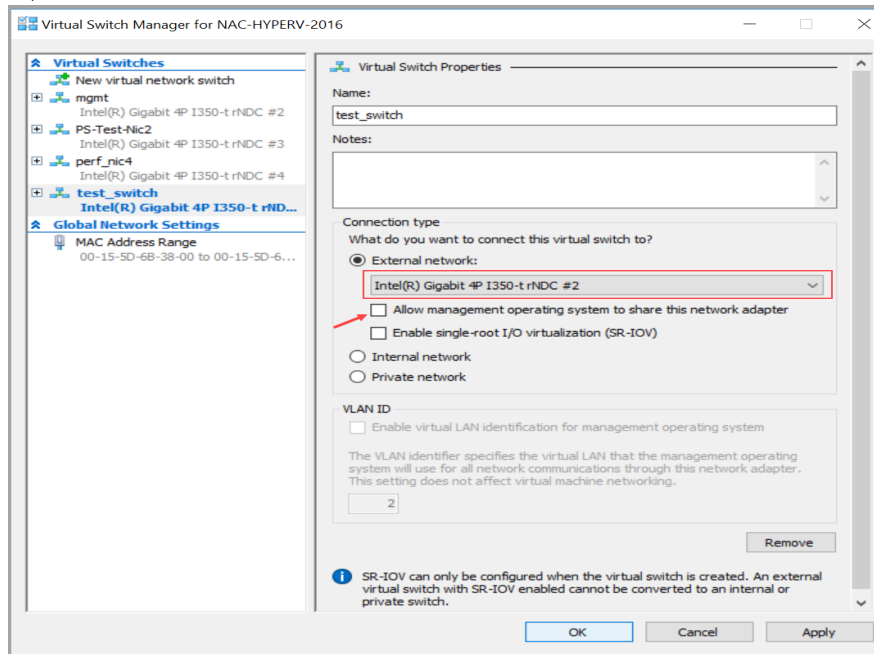 Virtual Switch Manager for NAC-HYPERV-2016
Virtual Switches
New virtual network switch
mgmt
Intel(R) Gigabit 4P I350-t rNDC #2
PS-Test-Nic2
Intel(R) Gigabit 4P I350-t rNDC #3
perf_nic4
Intel(R) Gigabit 4P I350-t rNDC #4
test_switch
Intel(R) Gigabit 4P I350-t rND...
Global Network Settings
MAC Address Range
00-15-5D-6B-38-00 to 00-15-5D-6...
Virtual Switch Properties
Name:
test_switch
Notes:
Connection type
What do you want to connect this virtual switch to?
External network:
Intel(R) Gigabit 4P I350-t rNDC #2
Allow management operating system to share this network adapter
Enable single-root I/O virtualization (SR-IOV)
Internal network
Private network
VLAN ID
Enable virtual LAN identification for management operating system
The VLAN identifier specifies the virtual LAN that the management operating
system will use for all network communications through this network adapter.
This setting does not affect virtual machine networking.
2
Remove
SR-IOV can only be configured when the virtual switch is created. An external
virtual switch with SR-IOV enabled cannot be converted to an internal or
private switch.
OK
Cancel
Apply